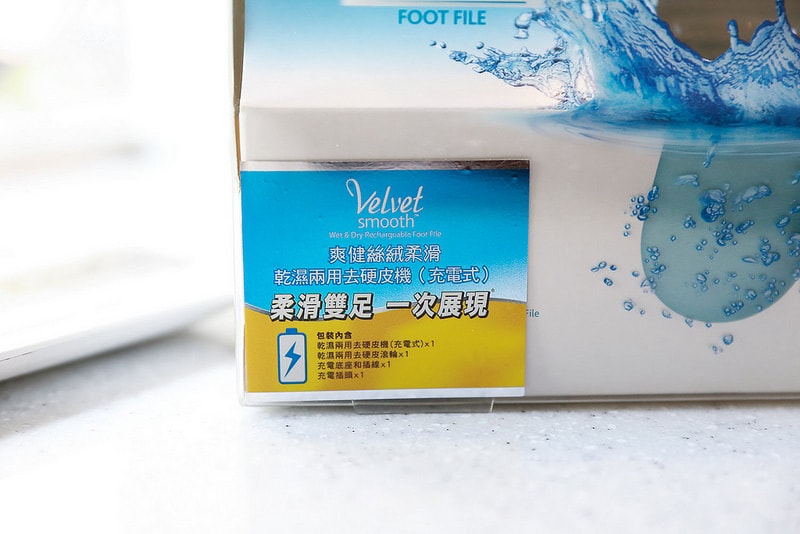 FOOT FILE
Velvet
smooth™
Wet & Dry Rechargeable Foot File
爽健絲絨柔滑
乾濕兩用去硬皮機（充電式）
柔滑雙足 一次展現*
包裝內含
乾濕兩用去硬皮機(充電式)x1
乾濕兩用去硬皮滾輪x1
充電底座和插線x1
充電插頭x1
File